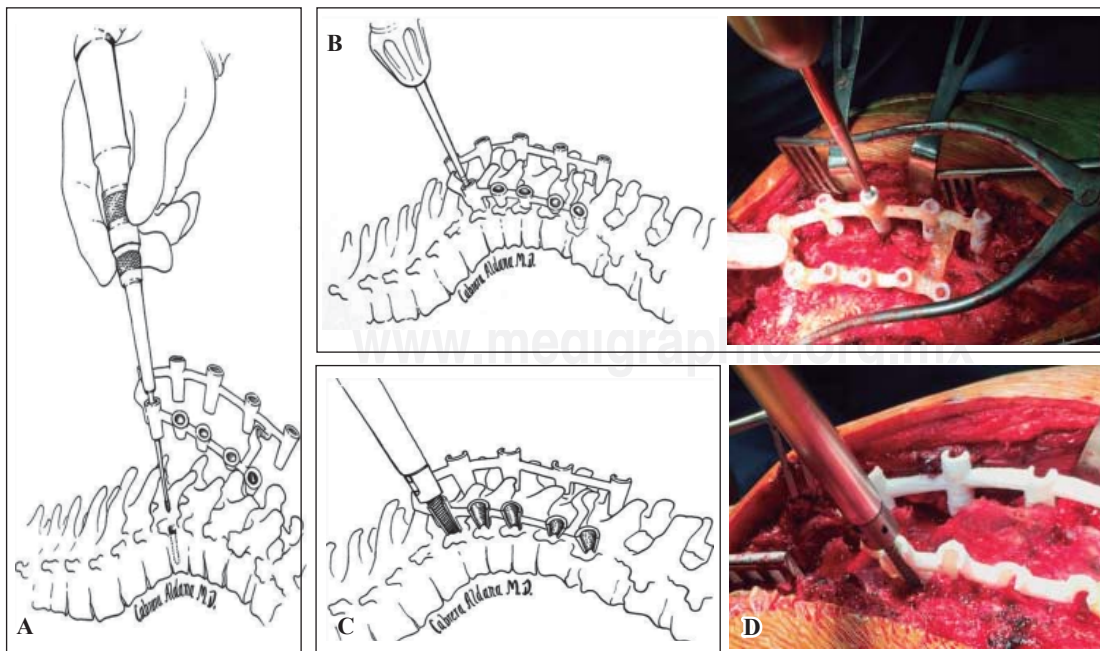 A
Cabrera Aldana M.D.
B
Cabrera Aldana M.D.
www.medigraphic.org.mx
C
Cabrera Aldana M.D.
D